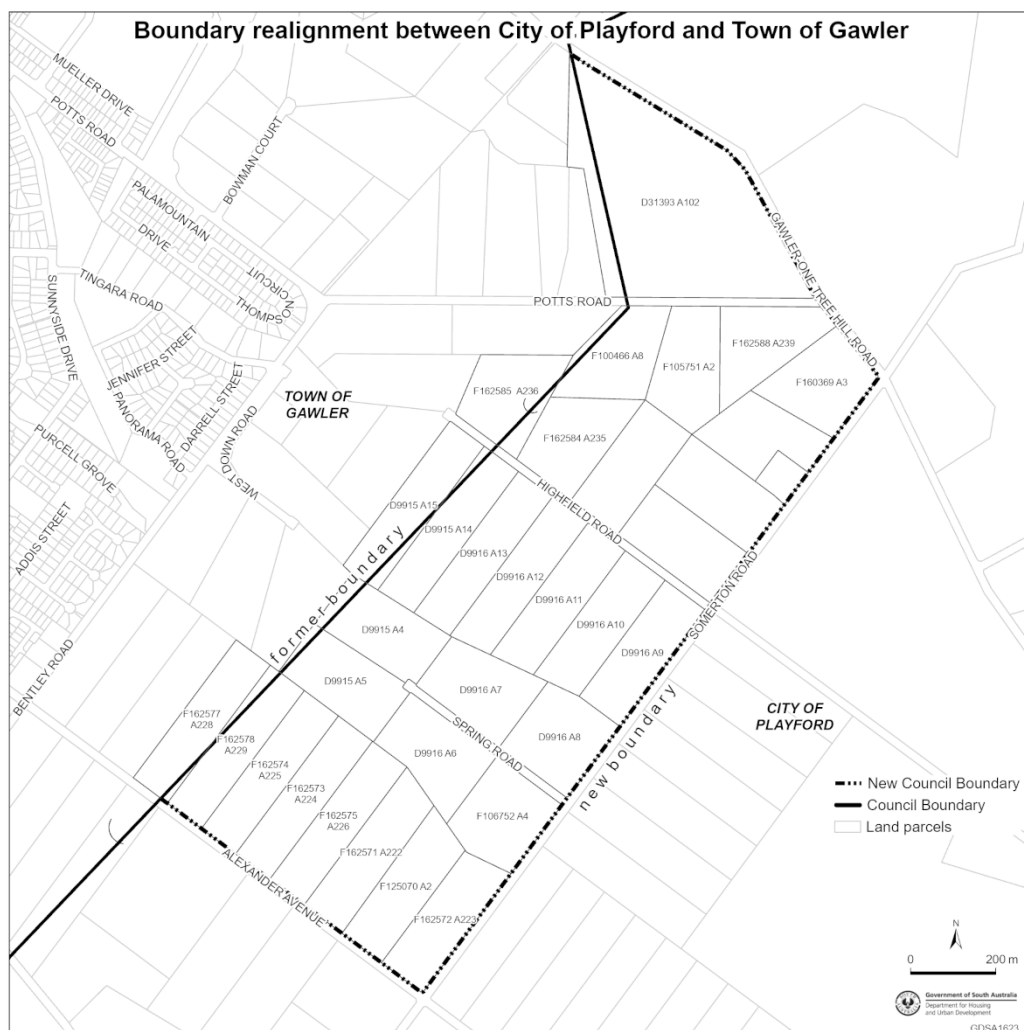 Boundary realignment between City of Playford and Town of Gawler
MUELLER DRIVE
POTTS ROAD
BOWMAN COURT
PALAMOUNTAIN
DRIVE
CIRCUIT
THOMPSON
TINGARA ROAD
SUNNYSIDE DRIVE
JENNIFER STREET
PANORAMA ROAD
DARRELL STREET
WEST DOWN ROAD
PURCELL GROVE
ADDIS STREET
BENTLEY ROAD
TOWN OF
GAWLER
D31393 A102
GAWLER-ONE TREE HILL ROAD
POTTS ROAD
F100466 A8
F105751 A2
F162588 A239
F160369 A3
F162585 A236
F162584 A235
HIGHFIELD ROAD
D9915 A15
D9915 A14
D9916 A13
D9916 A12
D9916 A11
D9916 A10
D9916 A9
SOMERTON ROAD
former boundary
D9915 A4
D9915 A5
D9916 A7
D9916 A8
D9916 A6
SPRING ROAD
F106752 A4
new boundary
CITY OF
PLAYFORD
F162577
A228
F162578
A229
F162574
A225
F162573
A224
F162575
A226
F162571 A222
F125070 A2
F162572 A223
ALEXANDER AVENUE
New Council Boundary
Council Boundary
Land parcels
N
0 200 m
Government of South Australia
Department for Housing
and Urban Development
GDSA1623